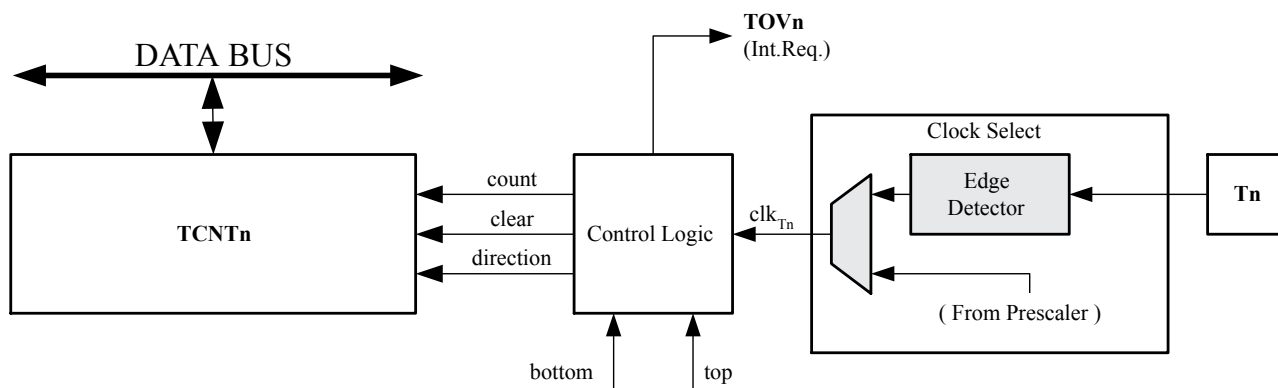 TOVn
(Int.Req.)
DATA BUS
Clock Select
count
Edge
Detector
Tn
TCNTn
clear
Control Logic
clkTn
direction
( From Prescaler )
bottom
top